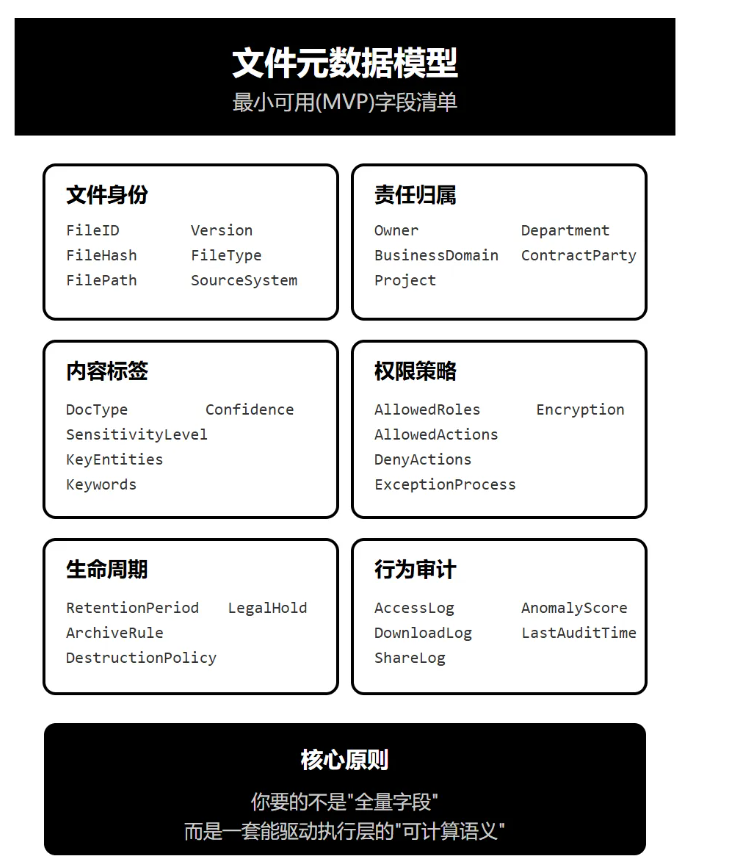 文件元数据模型
最小可用(MVP)字段清单
文件身份
FileID Version
FileHash FileType
FilePath SourceSystem
责任归属
Owner Department
BusinessDomain ContractParty
Project
内容标签
DocType Confidence
SensitivityLevel
KeyEntities
Keywords
权限策略
AllowedRoles Encryption
AllowedActions
DenyActions
ExceptionProcess
生命周期
RetentionPeriod LegalHold
ArchiveRule
DestructionPolicy
行为审计
AccessLog AnomalyScore
DownloadLog LastAuditTime
ShareLog
核心原则
你要的不是"全量字段"
而是一套能驱动执行层的"可计算语义"